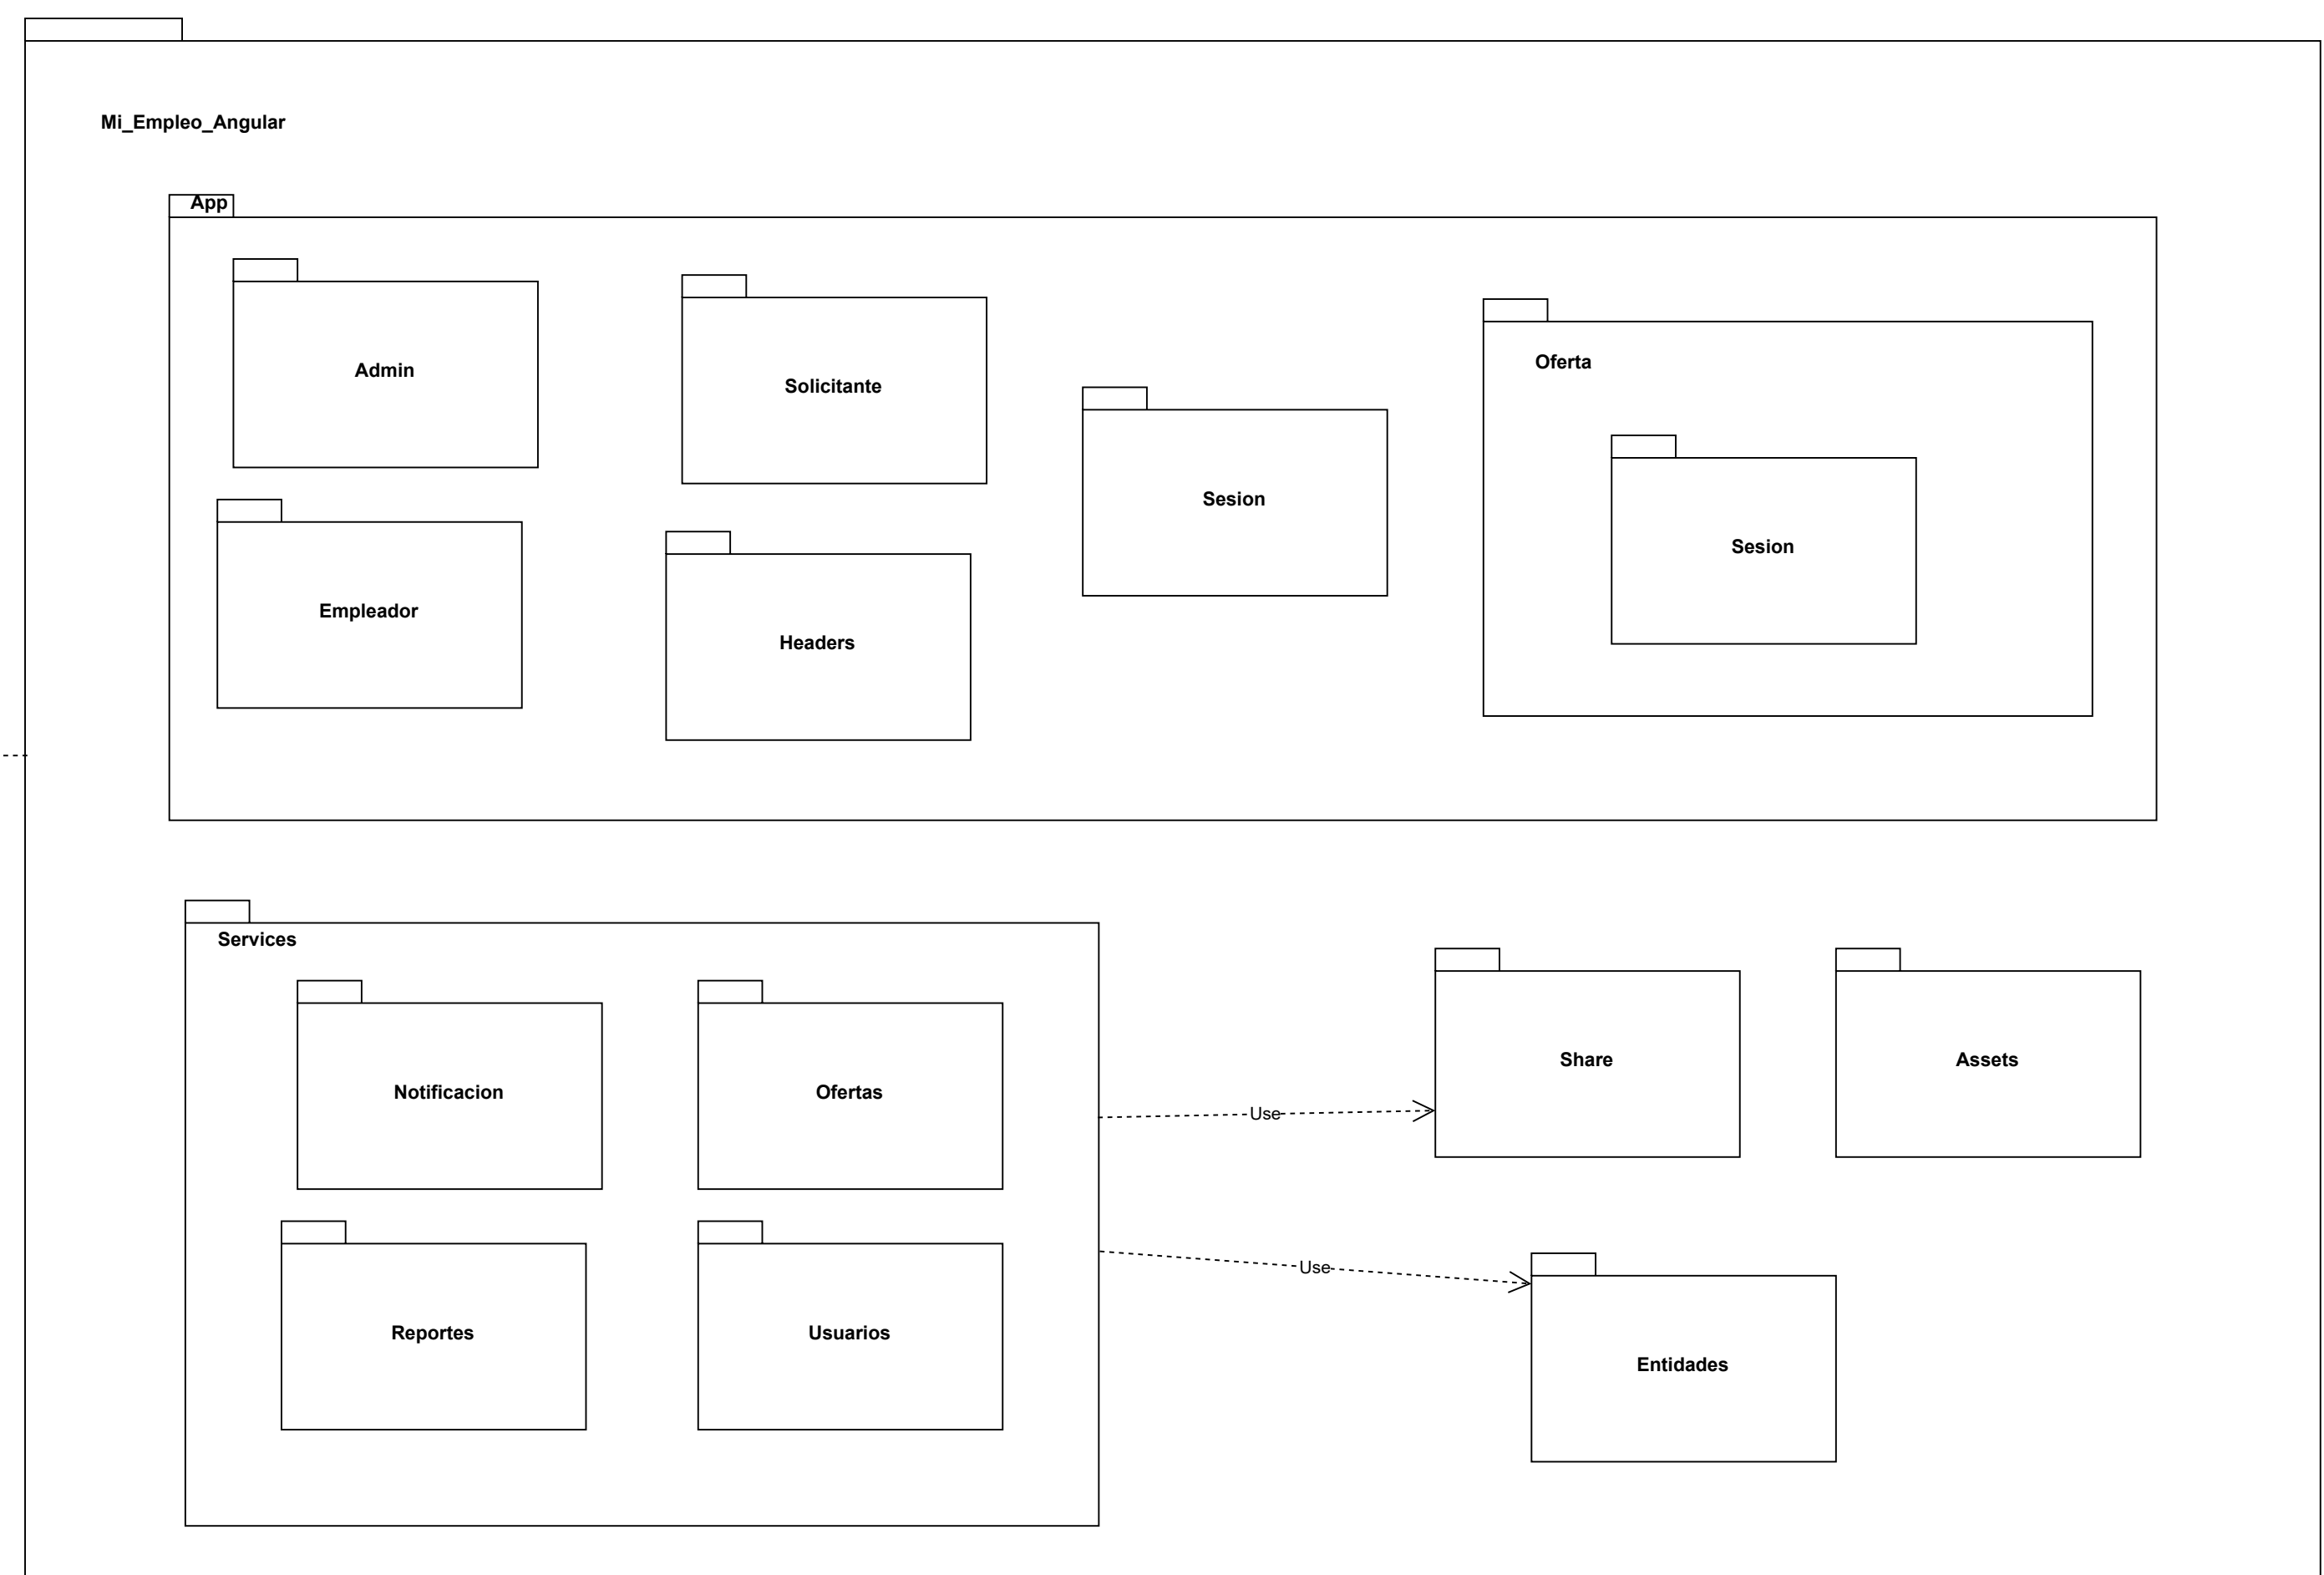 Mi_Empleo_Angular
App
Admin
Solicitante
Oferta
Sesion
Sesion
Empleador
Headers
Services
Notificacion
Ofertas
Share
Assets
Use
Use
Reportes
Usuarios
Entidades